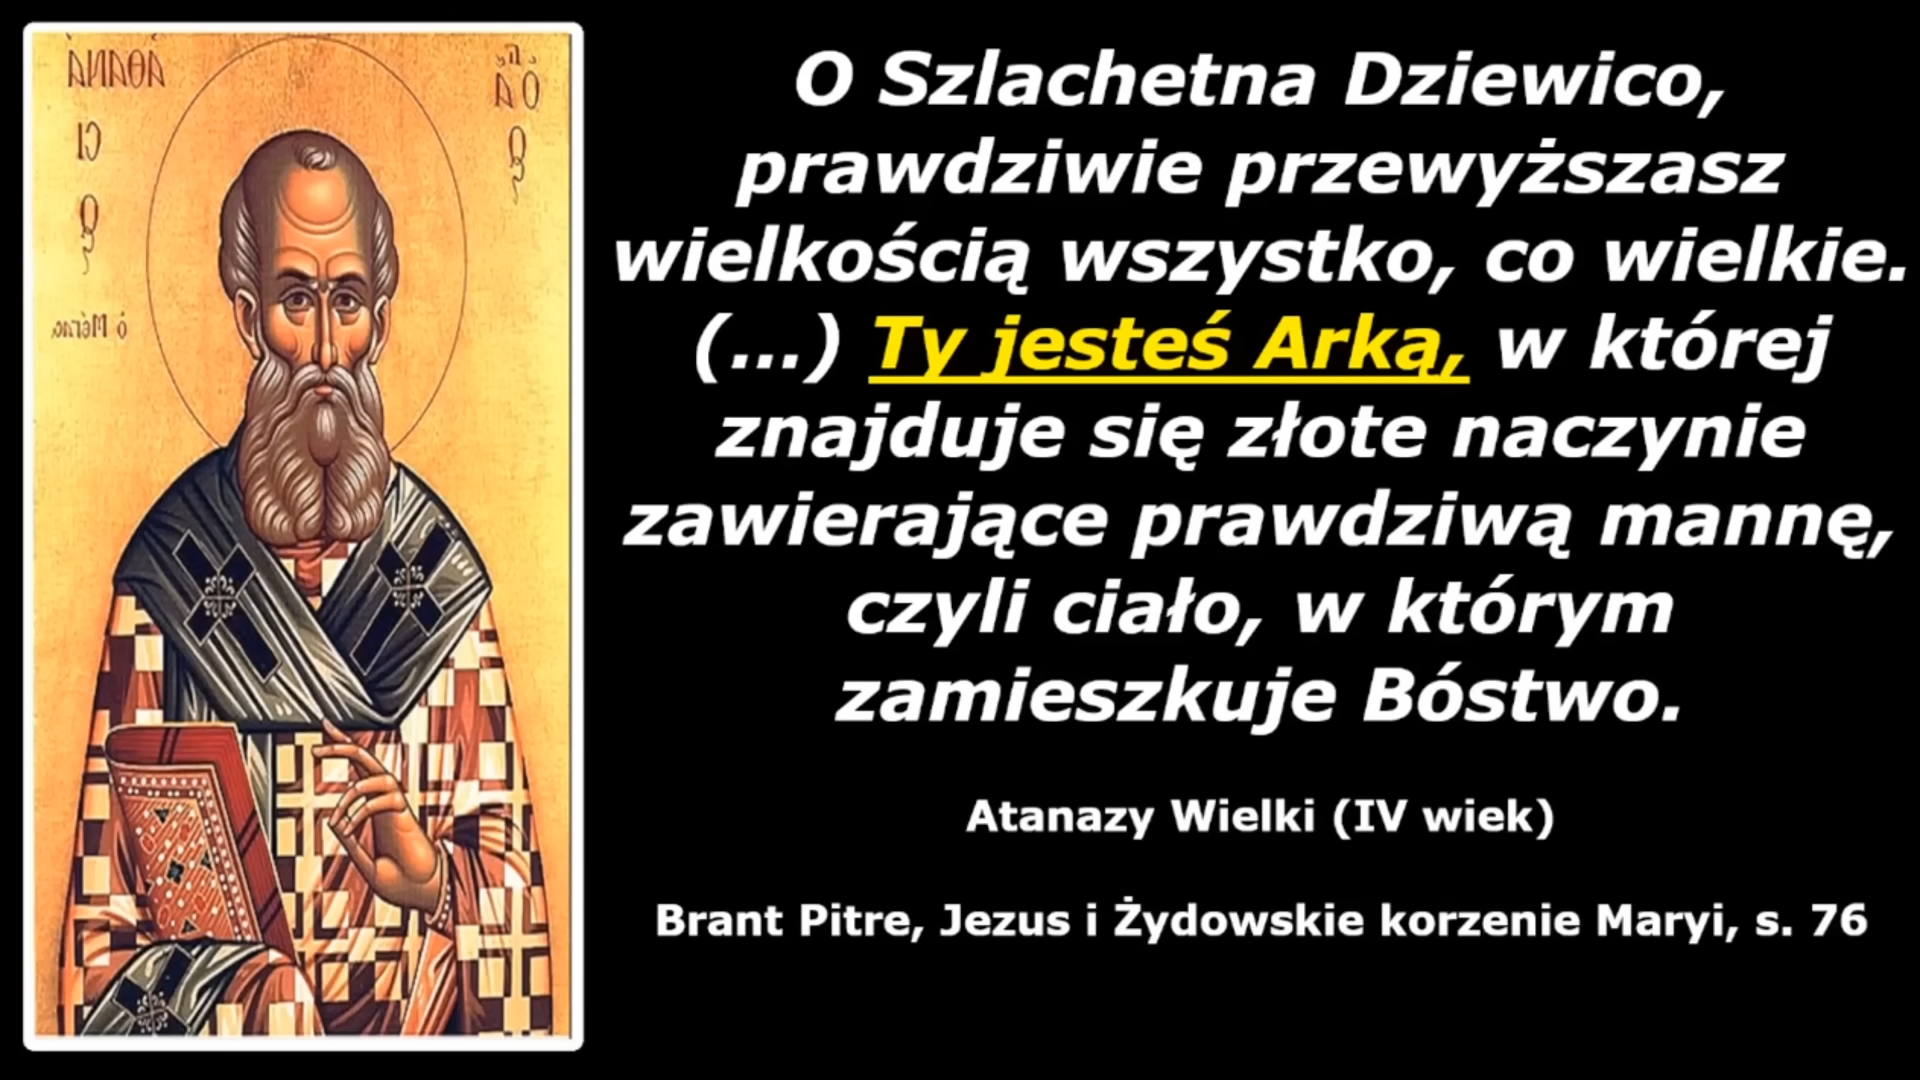 O Szlachetna Dziewico,
prawdziwie przewyższasz
wielkością wszystko, co wielkie.
(...) Ty jesteś Arką, w której
znajduje się złote naczynie
zawierające prawdziwą mannę,
czyli ciało, w którym
zamieszkuje Bóstwo.
Atanazy Wielki (IV wiek)
Brant Pitre, Jezus i Żydowskie korzenie Maryi, s. 76